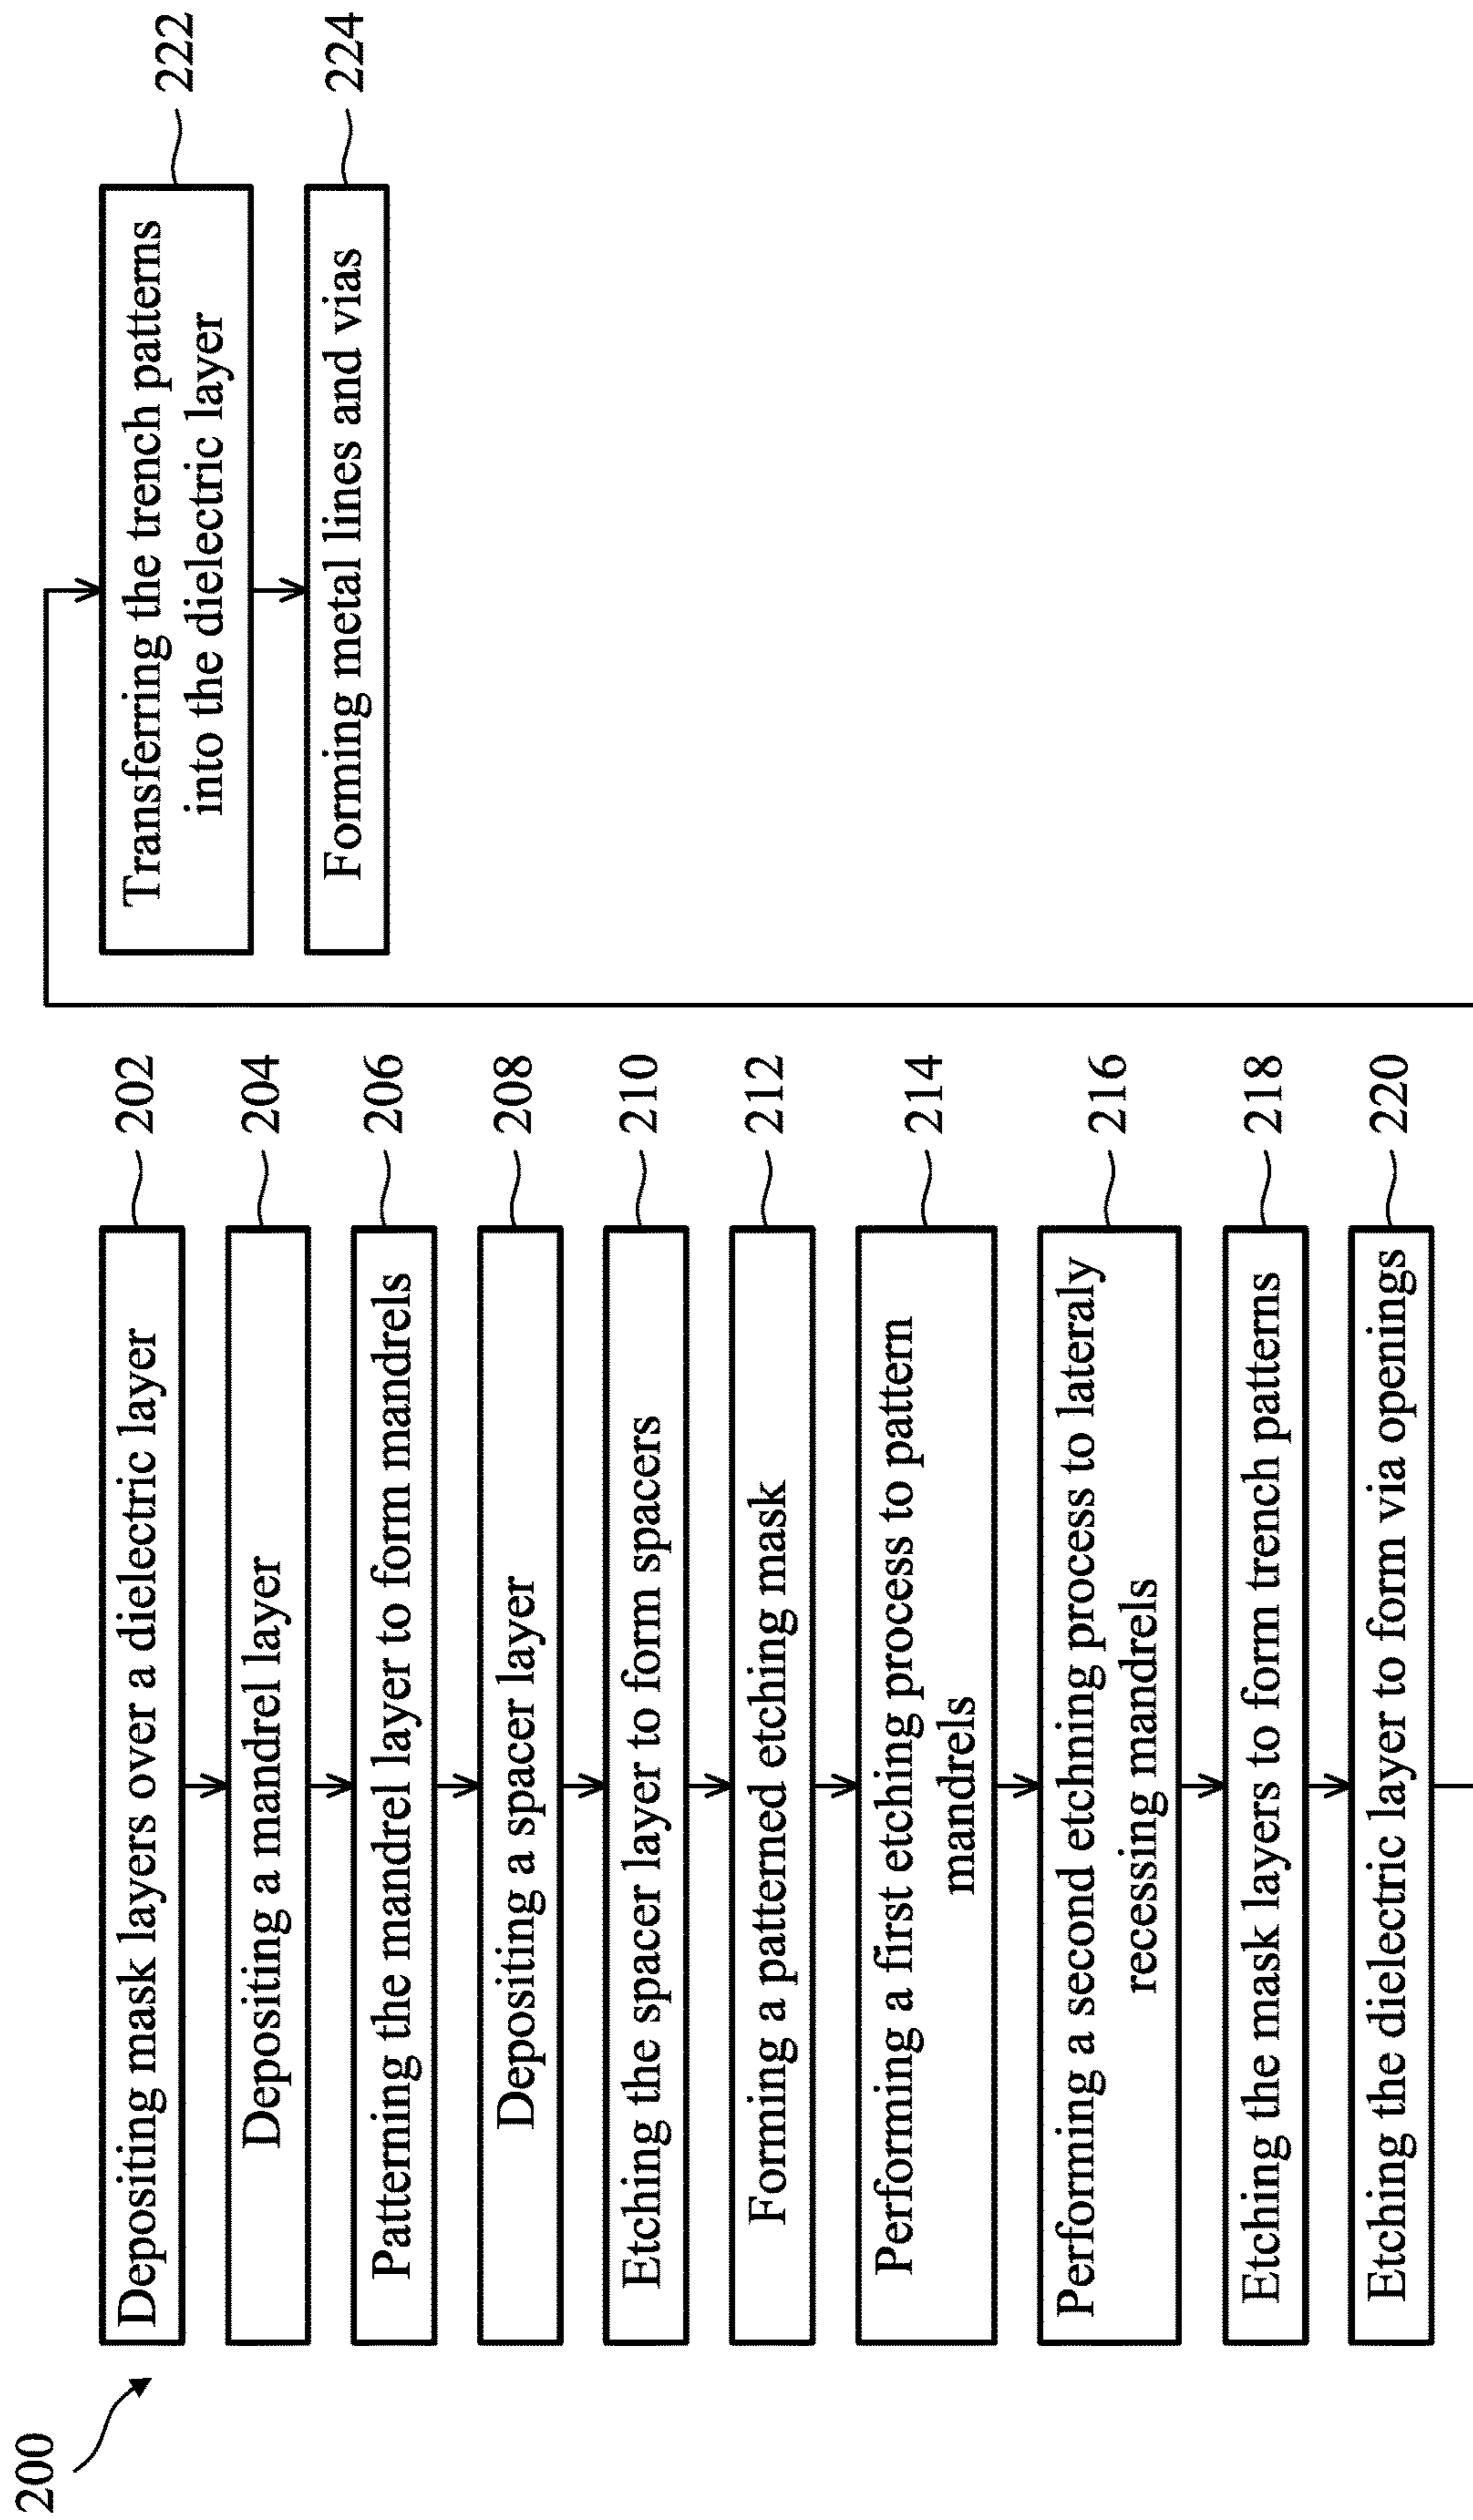 200
Depositing mask layers over a dielectric layer
202
Depositing a mandrel layer
204
Patterning the mandrel layer to form mandrels
206
Depositing a spacer layer
208
Etching the spacer layer to form spacers
210
Forming a patterned etching mask
212
Performing a first etching process to pattern
mandrels
214
Performing a second etchning process to lateraly
recessing mandrels
216
Etching the mask layers to form trench patterns
218
Etching the dielectric layer to form via openings
220
Transferring the trench patterns
into the dielectric layer
222
Forming metal lines and vias
224